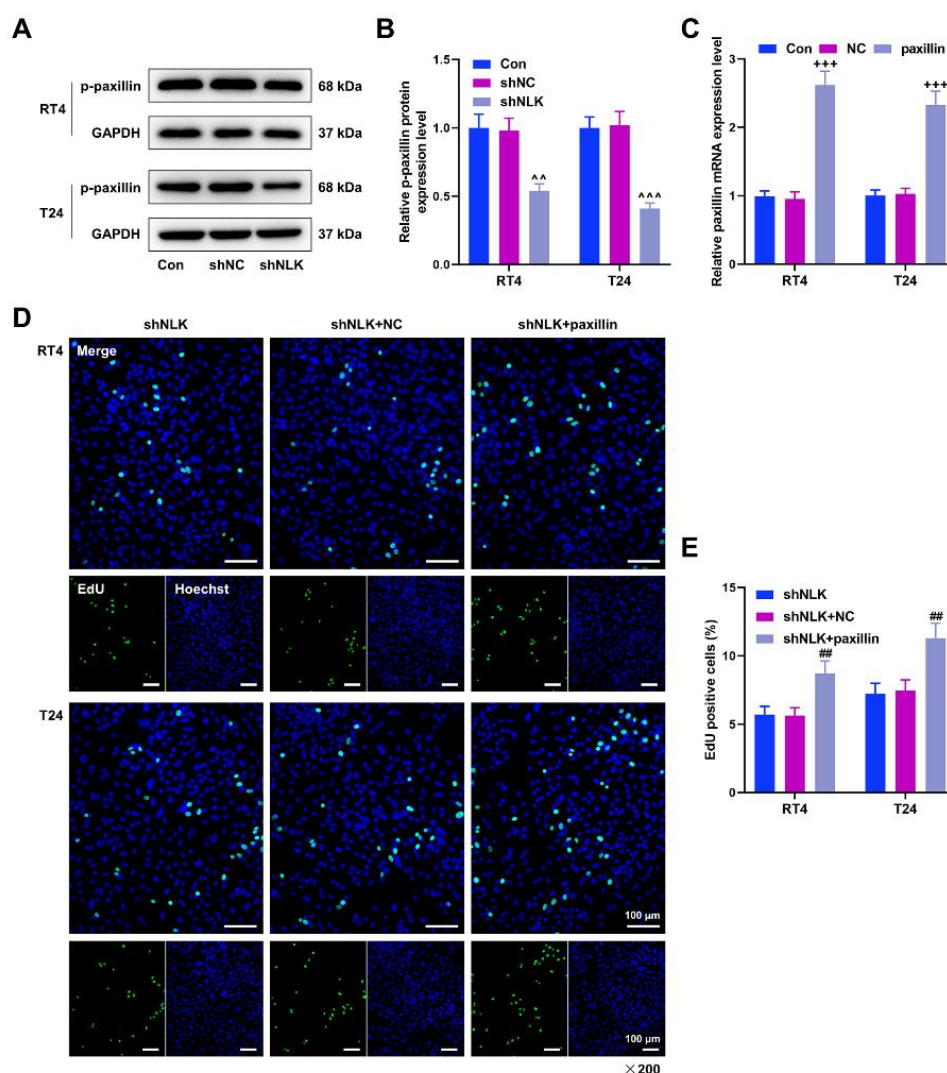 A
RT4
p-paxillin
68 kDa
GAPDH
37 kDa
T24
p-paxillin
68 kDa
GAPDH
37 kDa
Con shNC shNLK
B
Relative p-paxillin protein
expression level
1.5
1.0
0.5
0.0
Con
shNC
shNLK
^^
^^^
RT4 T24
C
Relative paxillin mRNA expression level
3
2
1
0
Con NC paxillin
+++
+++
RT4 T24
D
shNLK shNLK+NC shNLK+paxillin
RT4
Merge
EdU Hoechst
T24
100 μm
100 μm
×200
E
EdU positive cells (%)
15
10
5
0
shNLK
shNLK+NC
shNLK+paxillin
##
##
RT4 T24